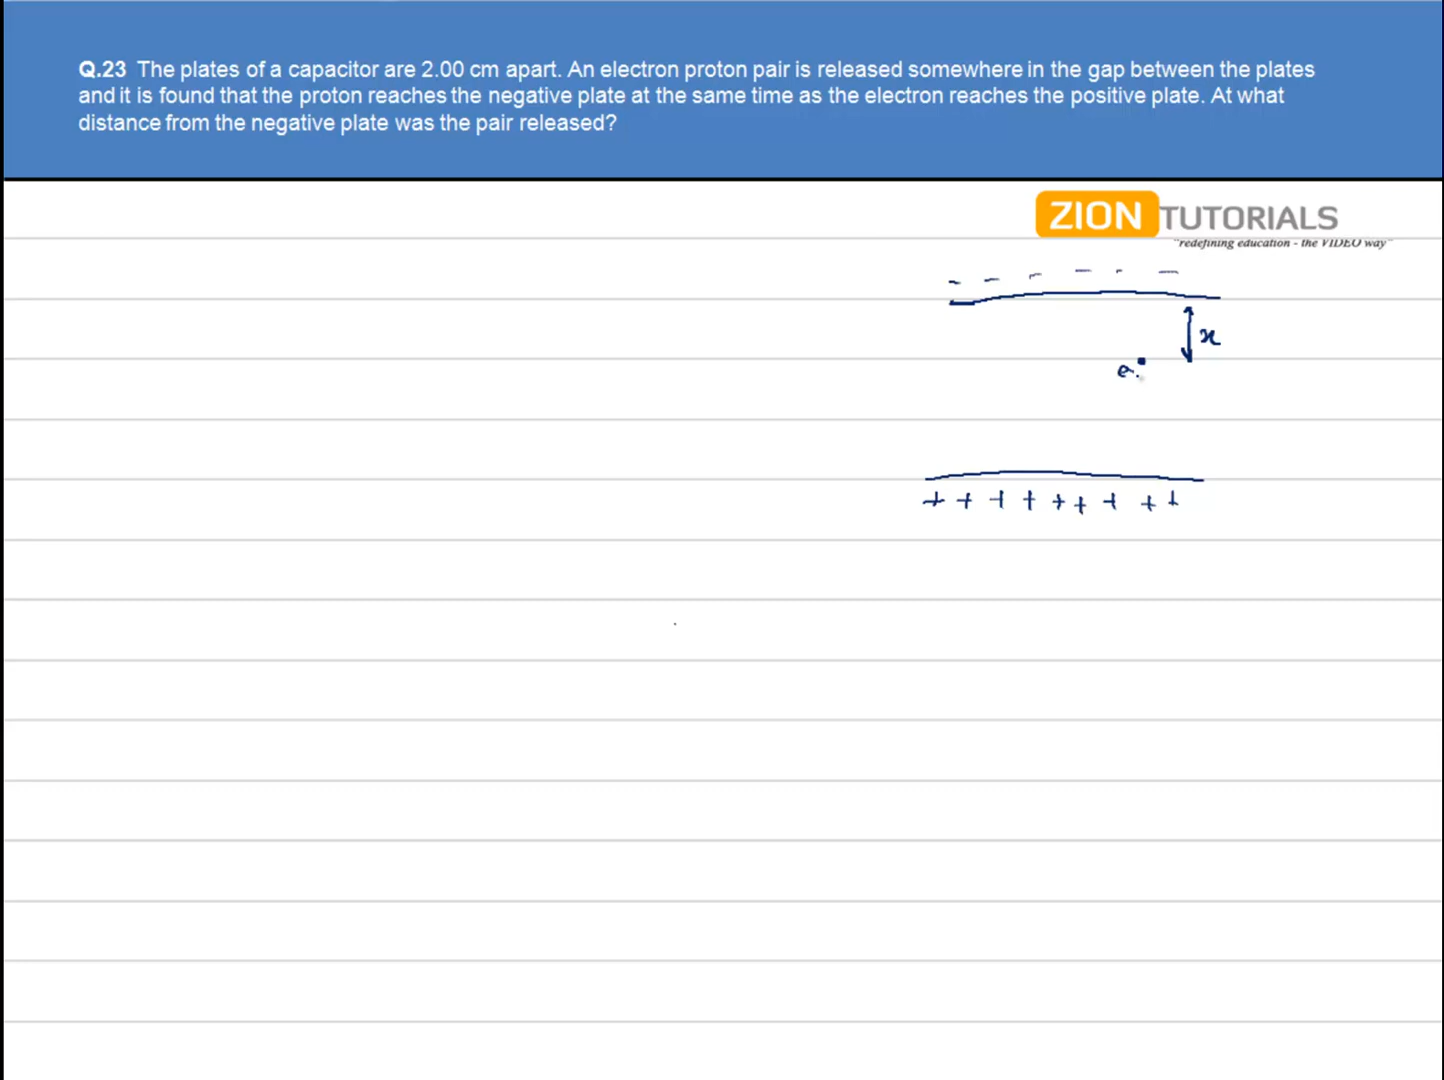 Q.23 The plates of a capacitor are 2.00 cm apart. An electron proton pair is released somewhere in the gap between the plates
and it is found that the proton reaches the negative plate at the same time as the electron reaches the positive plate. At what
distance from the negative plate was the pair released?
ZION TUTORIALS
"redefining education - the VIDEO way"
- - - - - -
x
e
+ + + + + + + + +